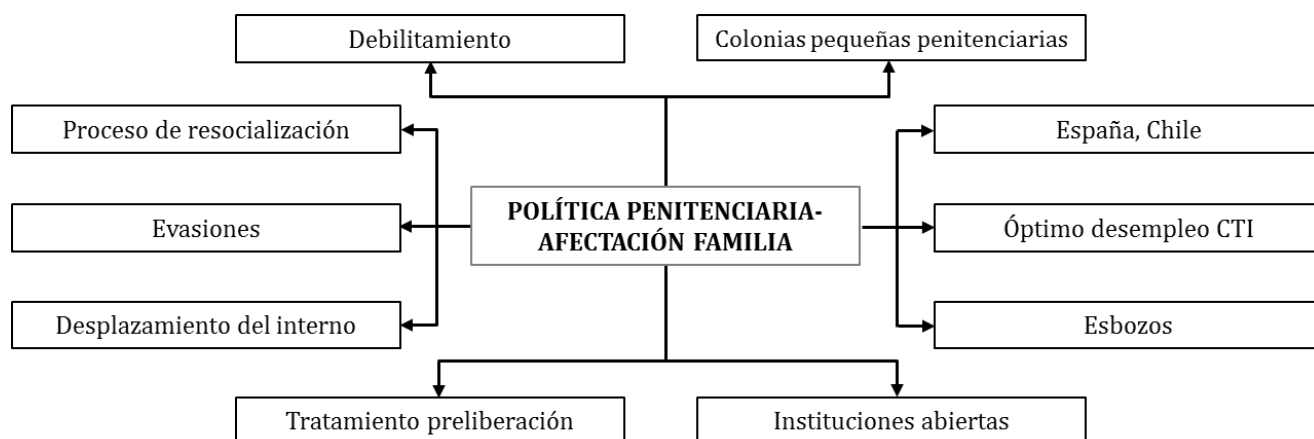 Debilitamiento
Colonias pequeñas penitenciarias
Proceso de resocialización
España, Chile
POLÍTICA PENITENCIARIA-
AFECTACIÓN FAMILIA
Evasiones
Óptimo desempleo CTI
Desplazamiento del interno
Esbozos
Tratamiento preliberación
Instituciones abiertas